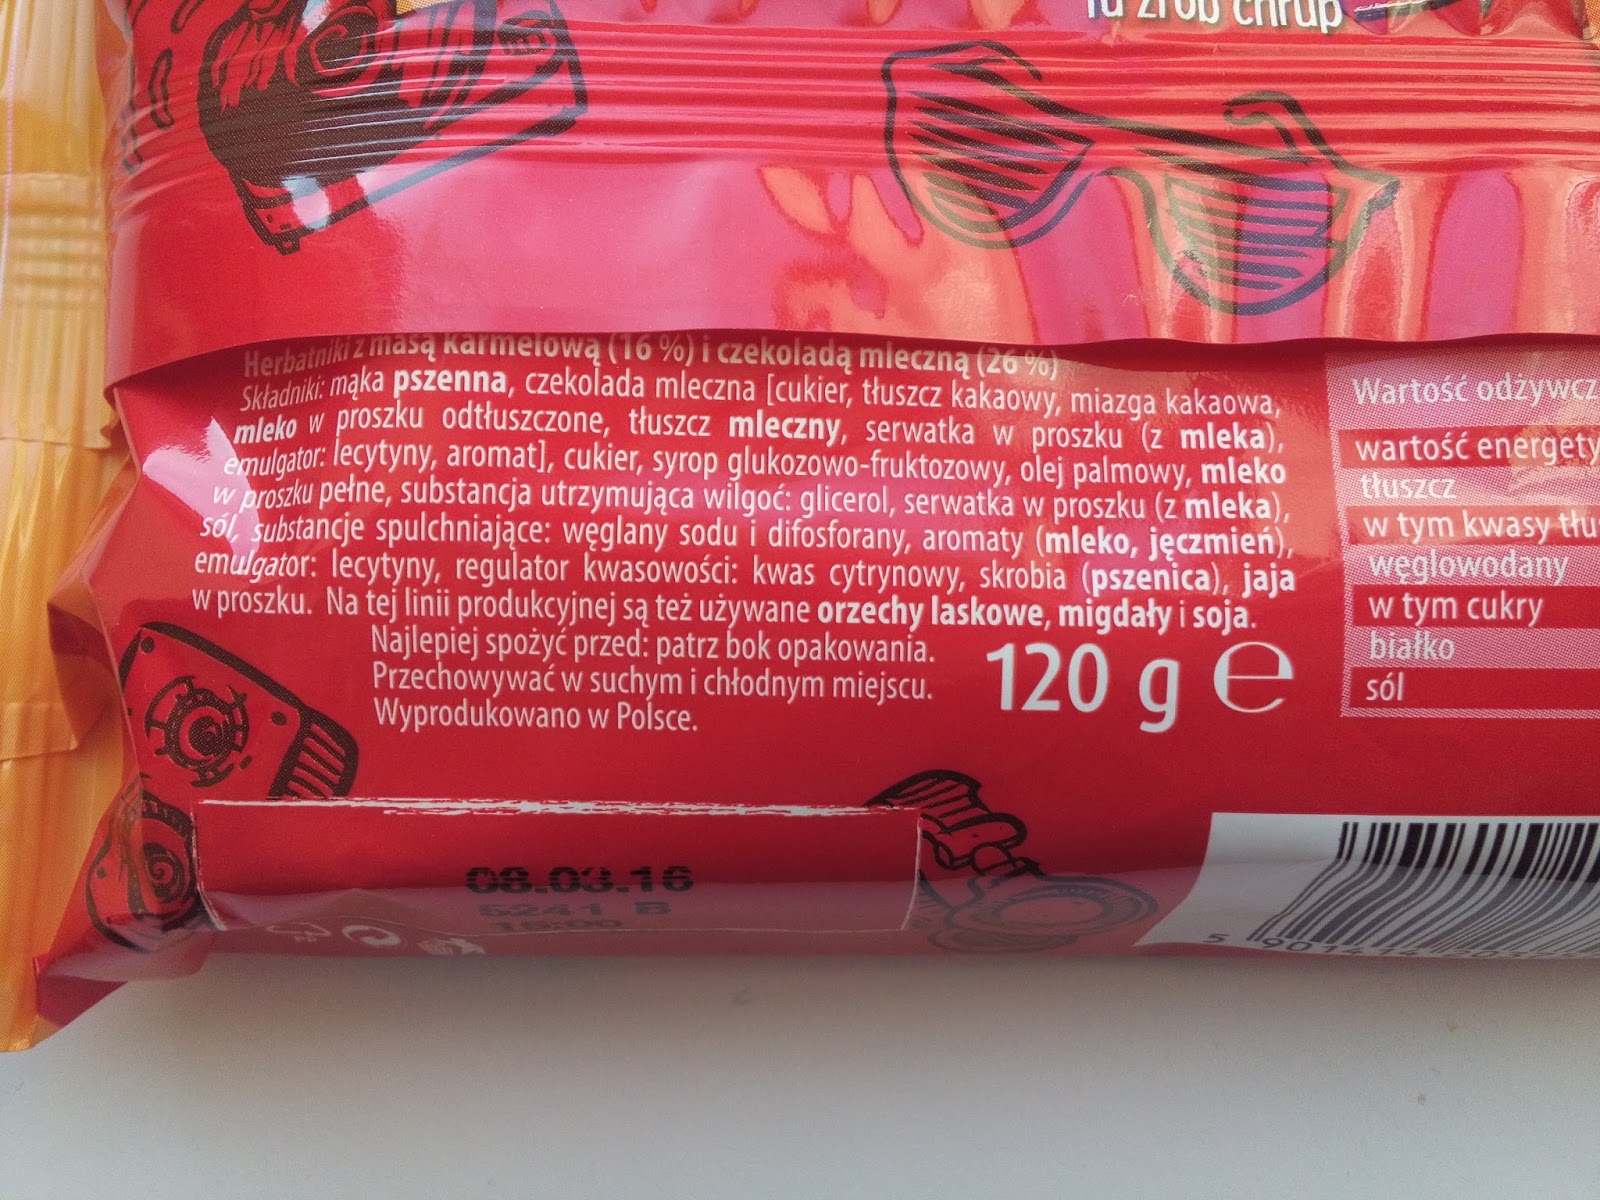 Tu zrób chrup
Herbatniki z masą karmelową (16 %) i czekoladą mleczną (26 %)
Składniki: mąka pszenna, czekolada mleczna [cukier, tłuszcz kakaowy, miazga kakaowa,
mleko w proszku odtłuszczone, tłuszcz mleczny, serwatka w proszku (z mleka),
emulgator: lecytyny, aromat], cukier, syrop glukozowo-fruktozowy, olej palmowy, mleko
w proszku pełne, substancja utrzymująca wilgoć: glicerol, serwatka w proszku (z mleka),
sól, substancje spulchniające: węglany sodu i difosforany, aromaty (mleko, jęczmień),
emulgator: lecytyny, regulator kwasowości: kwas cytrynowy, skrobia (pszenica), jaja
w proszku. Na tej linii produkcyjnej są też używane orzechy laskowe, migdały i soja.
Najlepiej spożyć przed: patrz bok opakowania.
Przechowywać w suchym i chłodnym miejscu.
Wyprodukowano w Polsce.
120 g e
Wartość odżywcz
wartość energety
tłuszcz
w tym kwasy tłu
węglowodany
w tym cukry
białko
sól
08.03.16
5241 B
15:00